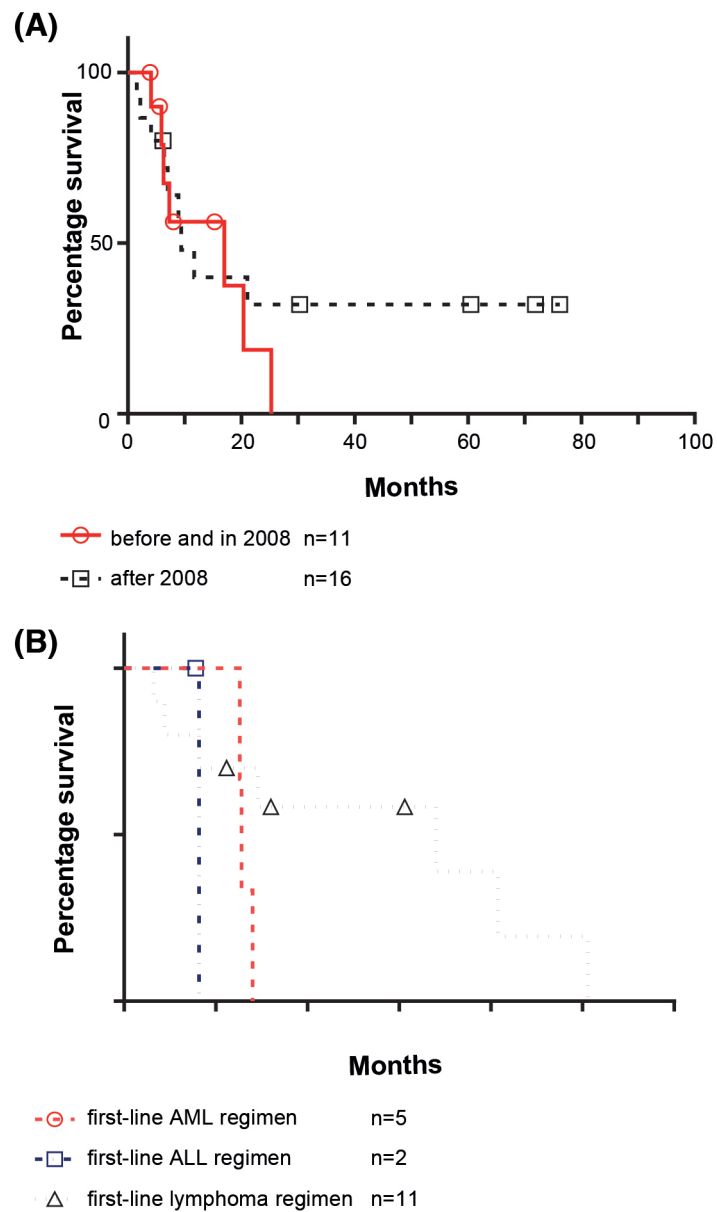 (A)
Percentage survival
100
50
0
0 20 40 60 80 100
Months
before and in 2008 n=11
after 2008 n=16
(B)
Percentage survival
Months
first-line AML regimen n=5
first-line ALL regimen n=2
first-line lymphoma regimen n=11